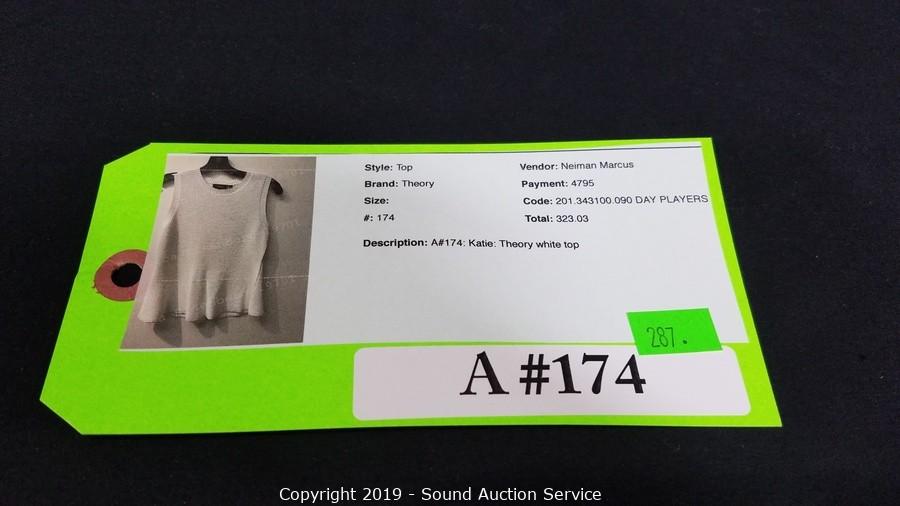 Style: Top
Vendor: Neiman Marcus
Brand: Theory
Payment: 4795
Size:
Code: 201.343100.090 DAY PLAYERS
#: 174
Total: 323.03
Description: A#174: Katie: Theory white top
287.
A #174
Copyright 2019 - Sound Auction Service